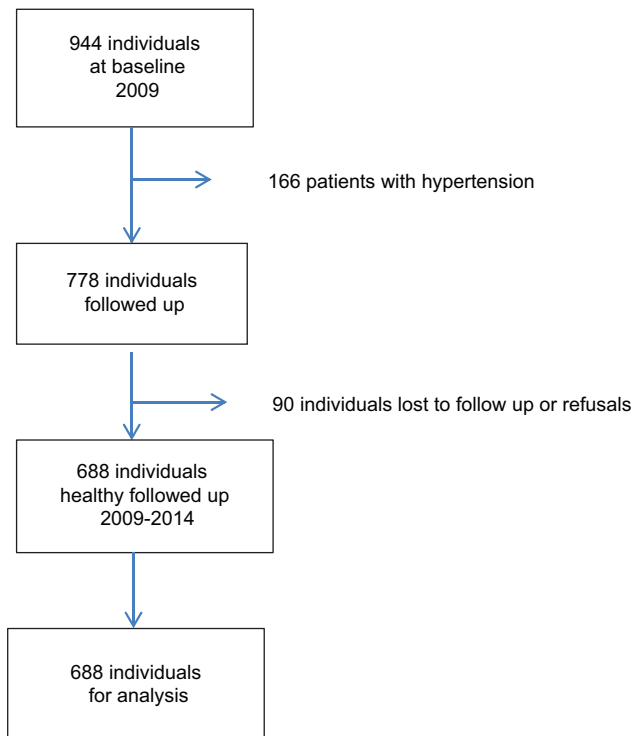 944 individuals
at baseline
2009
166 patients with hypertension
778 individuals
followed up
90 individuals lost to follow up or refusals
688 individuals
healthy followed up
2009-2014
688 individuals
for analysis